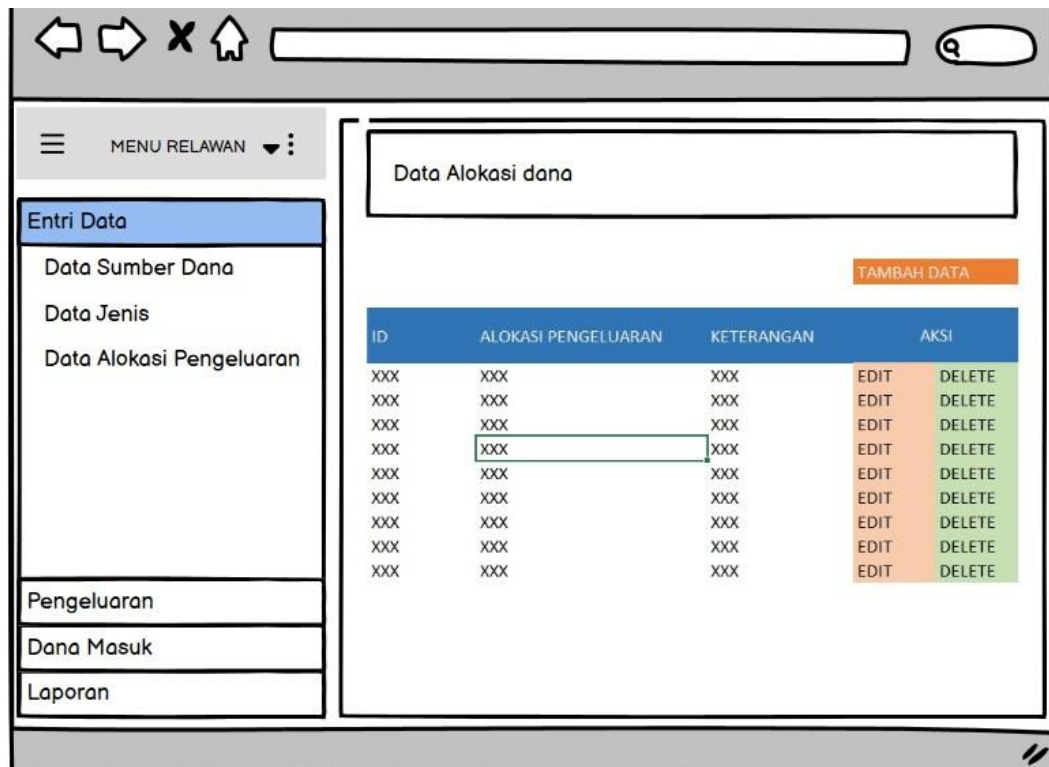 MENU RELAWAN
Entri Data
Data Sumber Dana
Data Jenis
Data Alokasi Pengeluaran
Pengeluaran
Dana Masuk
Laporan
Data Alokasi dana
TAMBAH DATA
ID ALOKASI PENGELUARAN KETERANGAN AKSI
XXX XXX XXX EDIT DELETE
XXX XXX XXX EDIT DELETE
XXX XXX XXX EDIT DELETE
XXX XXX XXX EDIT DELETE
XXX XXX XXX EDIT DELETE
XXX XXX XXX EDIT DELETE
XXX XXX XXX EDIT DELETE
XXX XXX XXX EDIT DELETE
XXX XXX XXX EDIT DELETE